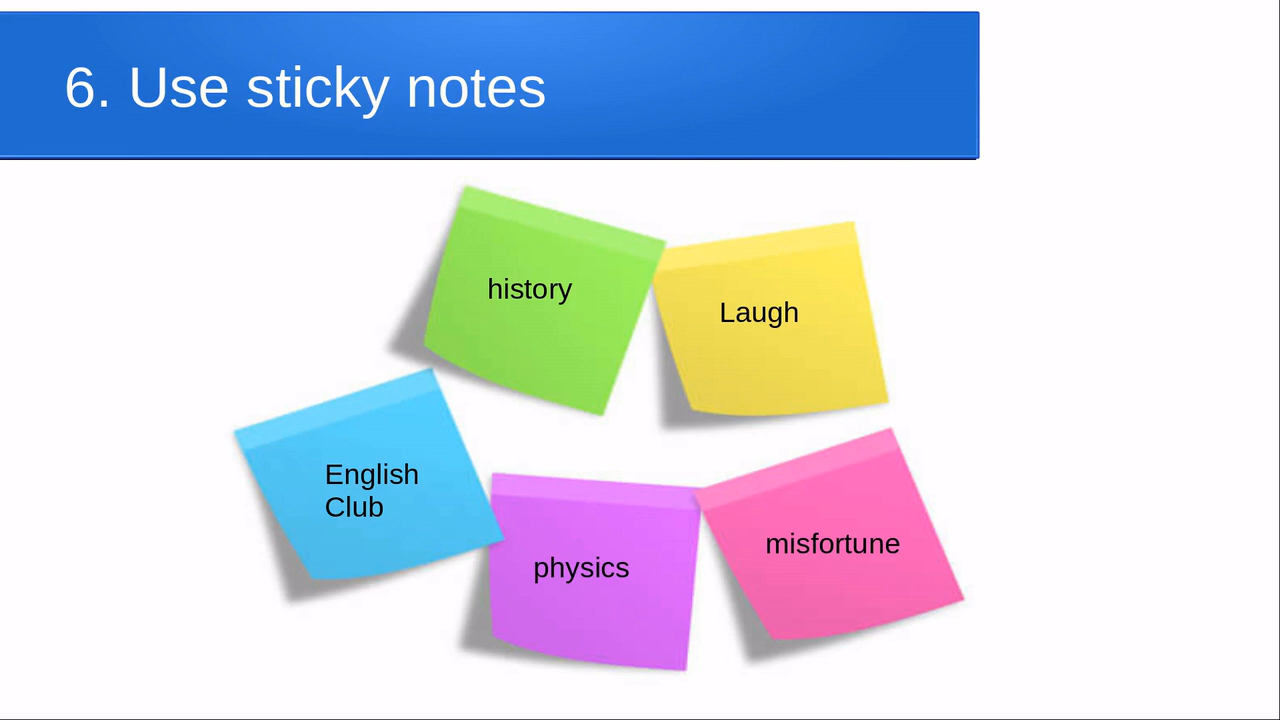 6. Use sticky notes
history
Laugh
English
Club
physics
misfortune